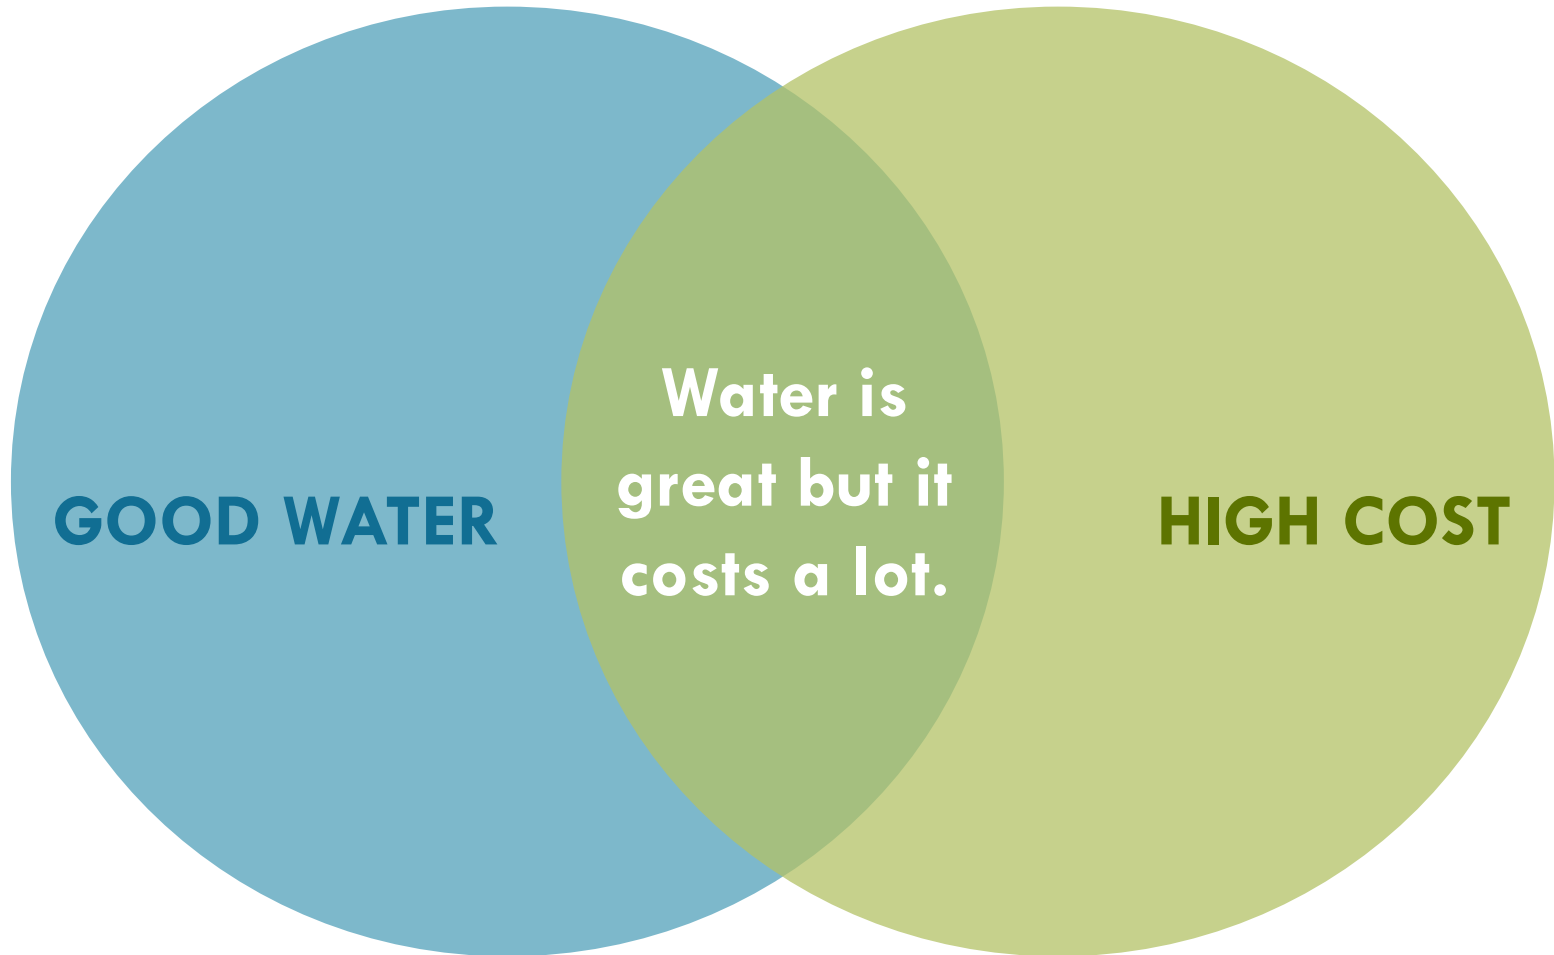 GOOD WATER
Water is
great but it
costs a lot.
HIGH COST